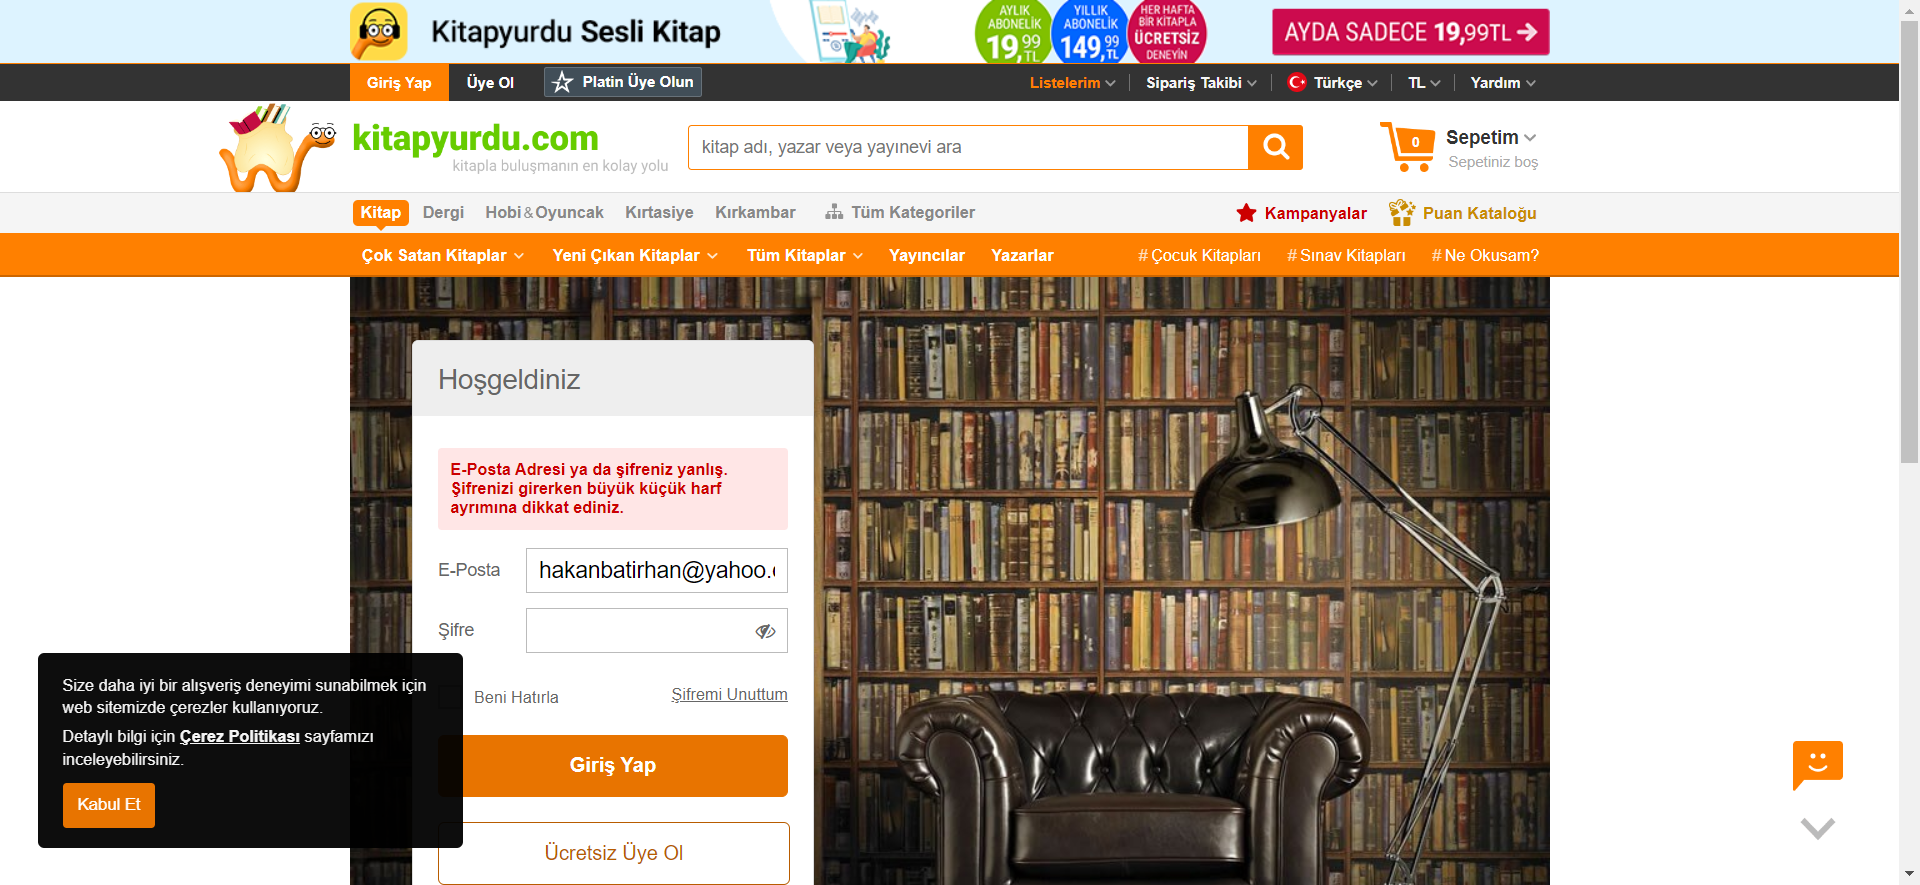 Kitapyurdu Sesli Kitap
AYLIK
ABONELİK
19,99
TL
YILLIK
ABONELİK
149,99
TL
HER HAFTA
BİR KİTAPLA
ÜCRETSİZ
DENEYİN
AYDA SADECE 19,99TL
Giriş Yap
Üye Ol
Platin Üye Olun
Listelerim
Sipariş Takibi
Türkçe
TL
Yardım
kitapyurdu.com
kitapla buluşmanın en kolay yolu
kitap adı, yazar veya yayınevi ara
0
Sepetim
Sepetiniz boş
Kitap
Dergi
Hobi&Oyuncak
Kırtasiye
Kırkambar
Tüm Kategoriler
Kampanyalar
Puan Kataloğu
Çok Satan Kitaplar
Yeni Çıkan Kitaplar
Tüm Kitaplar
Yayıncılar
Yazarlar
#Çocuk Kitapları
#Sınav Kitapları
#Ne Okusam?
Hoşgeldiniz
E-Posta Adresi ya da şifreniz yanlış.
Şifrenizi girerken büyük küçük harf
ayrımına dikkat ediniz.
E-Posta
hakanbatirhan@yahoo.
Şifre
Beni Hatırla
Şifremi Unuttum
Giriş Yap
Ücretsiz Üye Ol
Size daha iyi bir alışveriş deneyimi sunabilmek için
web sitemizde çerezler kullanıyoruz.
Detaylı bilgi için Çerez Politikası sayfamızı
inceleyebilirsiniz.
Kabul Et